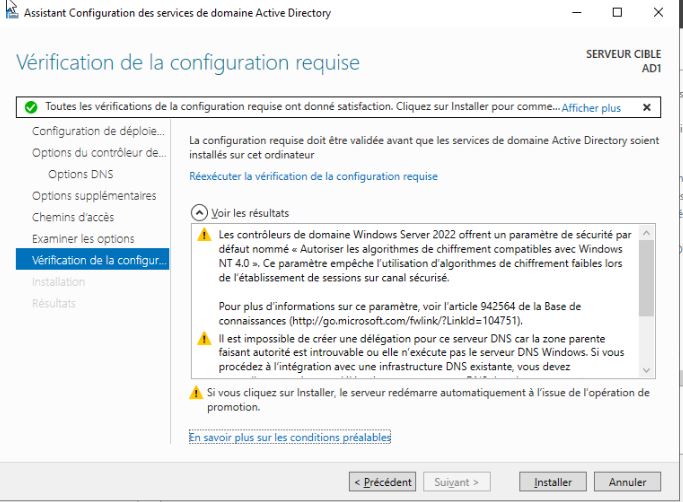 Assistant Configuration des services de domaine Active Directory
Vérification de la configuration requise
SERVEUR CIBLE
AD1
Toutes les vérifications de la configuration requise ont donné satisfaction. Cliquez sur Installer pour comme... Afficher plus
Configuration de déploie...
Options du contrôleur de...
Options DNS
Options supplémentaires
Chemins d'accès
Examiner les options
Vérification de la configur...
Installation
Résultats
La configuration requise doit être validée avant que les services de domaine Active Directory soient
installés sur cet ordinateur
Réexécuter la vérification de la configuration requise
Voir les résultats
Les contrôleurs de domaine Windows Server 2022 offrent un paramètre de sécurité par
défaut nommé « Autoriser les algorithmes de chiffrement compatibles avec Windows
NT 4.0 ». Ce paramètre empêche l'utilisation d'algorithmes de chiffrement faibles lors
de l'établissement de sessions sur canal sécurisé.
Pour plus d'informations sur ce paramètre, voir l'article 942564 de la Base de
connaissances (http://go.microsoft.com/fwlink/?LinkId=104751).
Il est impossible de créer une délégation pour ce serveur DNS car la zone parente
faisant autorité est introuvable ou elle n'exécute pas le serveur DNS Windows. Si vous
procédez à l'intégration avec une infrastructure DNS existante, vous devez
Si vous cliquez sur Installer, le serveur redémarre automatiquement à l'issue de l'opération de
promotion.
En savoir plus sur les conditions préalables
< Précédent
Suivant >
Installer
Annuler